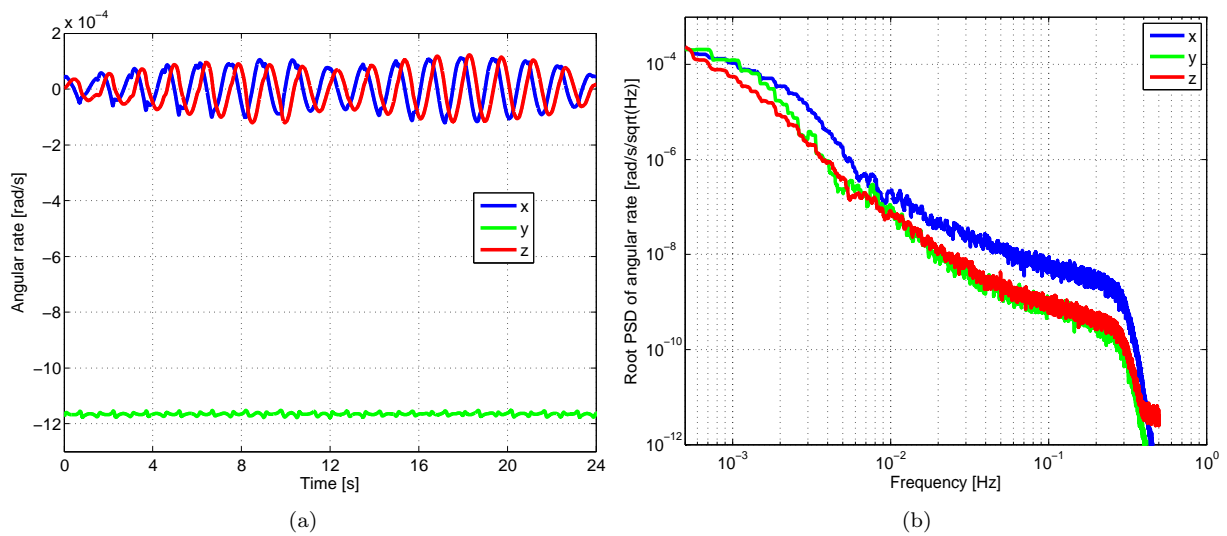 x 10⁻⁴
2
0
−2
−4
−6
−8
−10
−12
0 4 8 12 16 20 24
Angular rate [rad/s]
Time [s]
x
y
z
(a)
10⁻⁴
10⁻⁶
10⁻⁸
10⁻¹⁰
10⁻¹²
10⁻³ 10⁻² 10⁻¹ 10⁰
Root PSD of angular rate [rad/s/sqrt(Hz)]
Frequency [Hz]
x
y
z
(b)